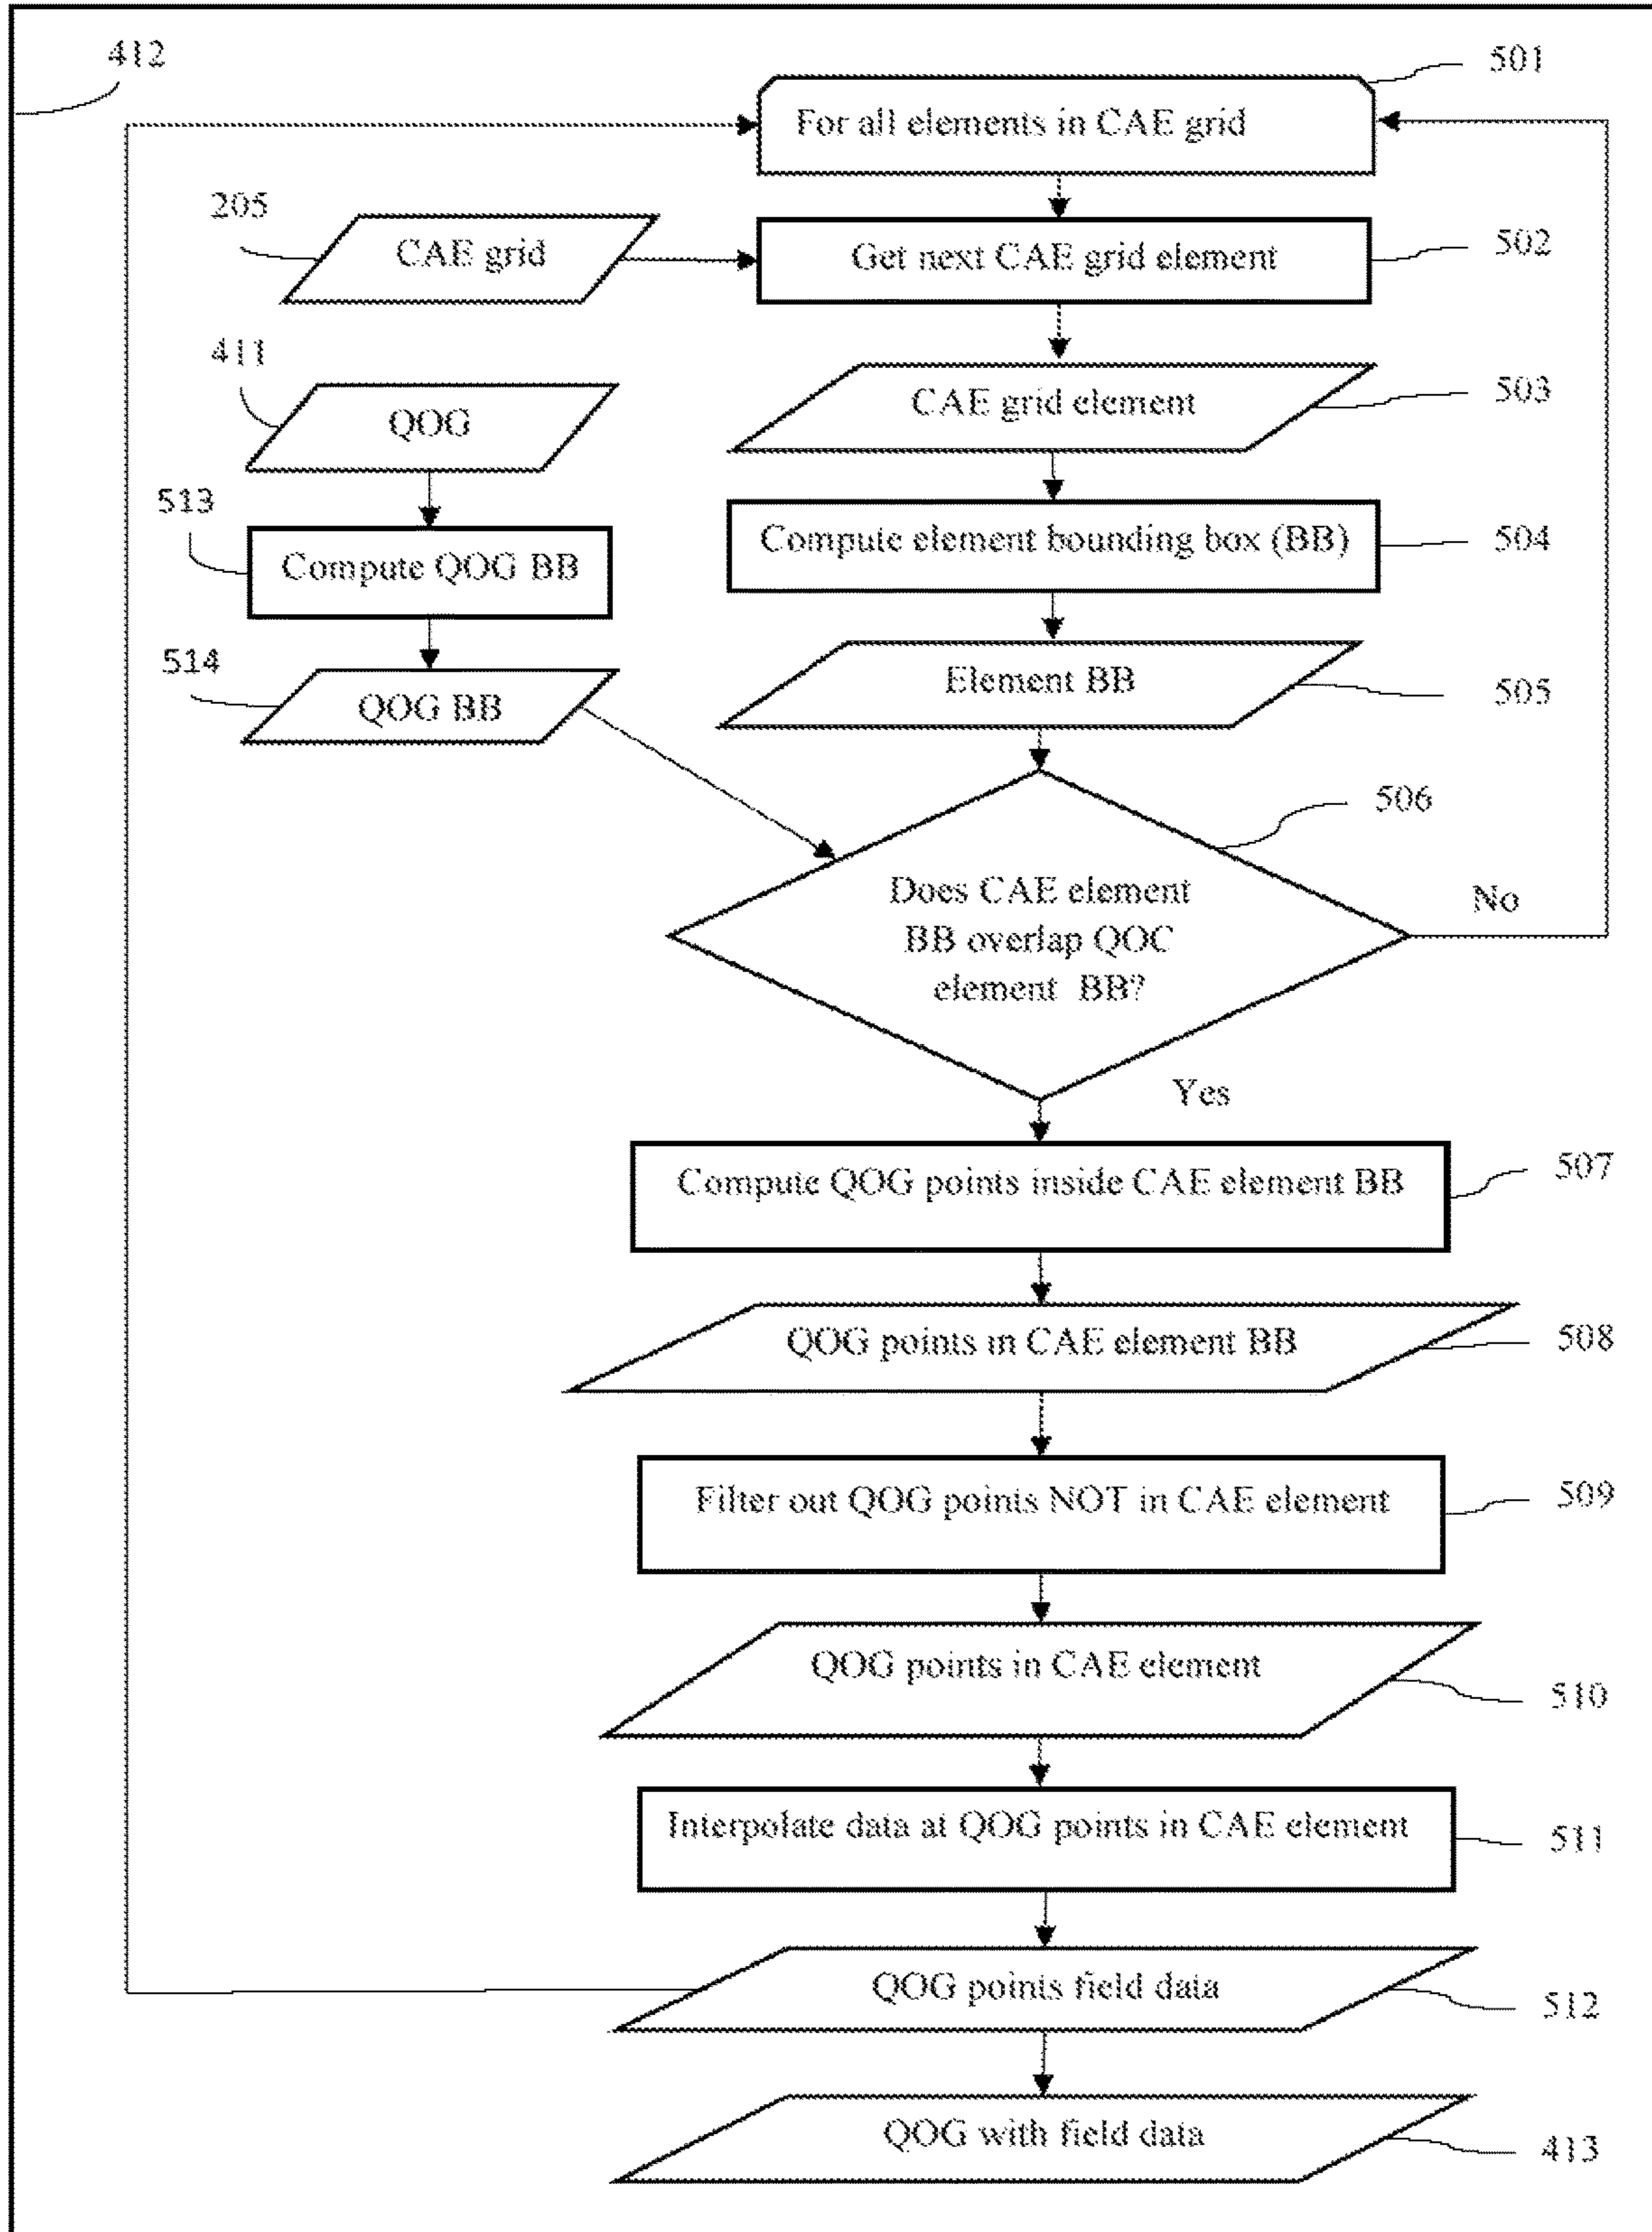 412
501
For all elements in CAE grid
205
CAE grid
Get next CAE grid element
502
411
QOG
CAE grid element
503
513
Compute QOG BB
Compute element bounding box (BB)
504
514
QOG BB
Element BB
505
506
Does CAE element
BB overlap QOC
element BB?
No
Yes
Compute QOG points inside CAE element BB
507
QOG points in CAE element BB
508
Filter out QOG points NOT in CAE element
509
QOG points in CAE element
510
Interpolate data at QOG points in CAE element
511
QOG points field data
512
QOG with field data
413